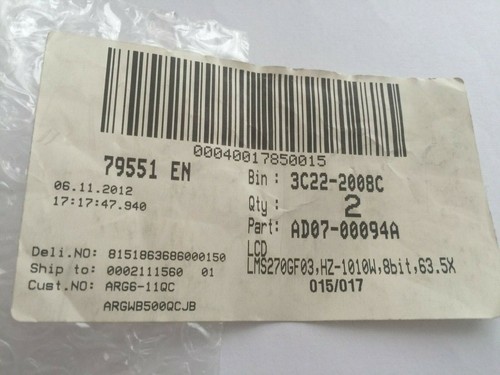 00040017850015
79551 EN
06.11.2012
17:17:47.940
Bin : 3C22-2008C
Qty : 2
Part: AD07-00094A
LCD
LMS270GF03,HZ-1010W,8bit,63.5X
015/017
Deli.NO: 8151863686000150
Ship to: 0002111560 01
Cust.NO: ARG6-11QC
ARGWB500QCJB